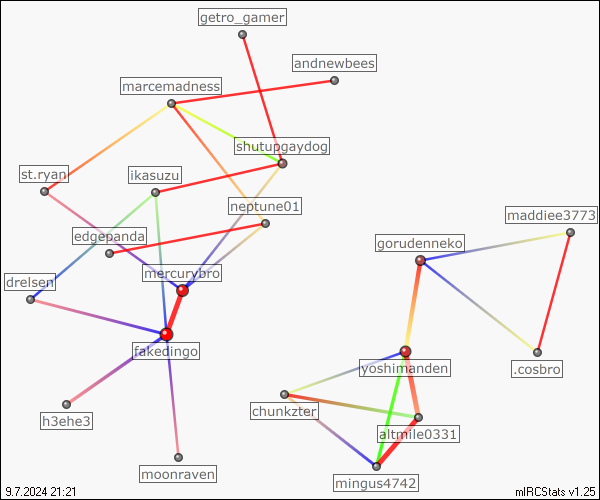 getro_gamer
andnewbees
marcemadness
shutupgaydog
st.ryan
ikasuzu
neptune01
maddiee3773
edgepanda
gorudenneko
mercurybro
drelsen
fakedingo
yoshimanden
.cosbro
h3ehe3
chunkzter
altmile0331
moonraven
mingus4742
9.7.2024 21:21
mIRCStats v1.25